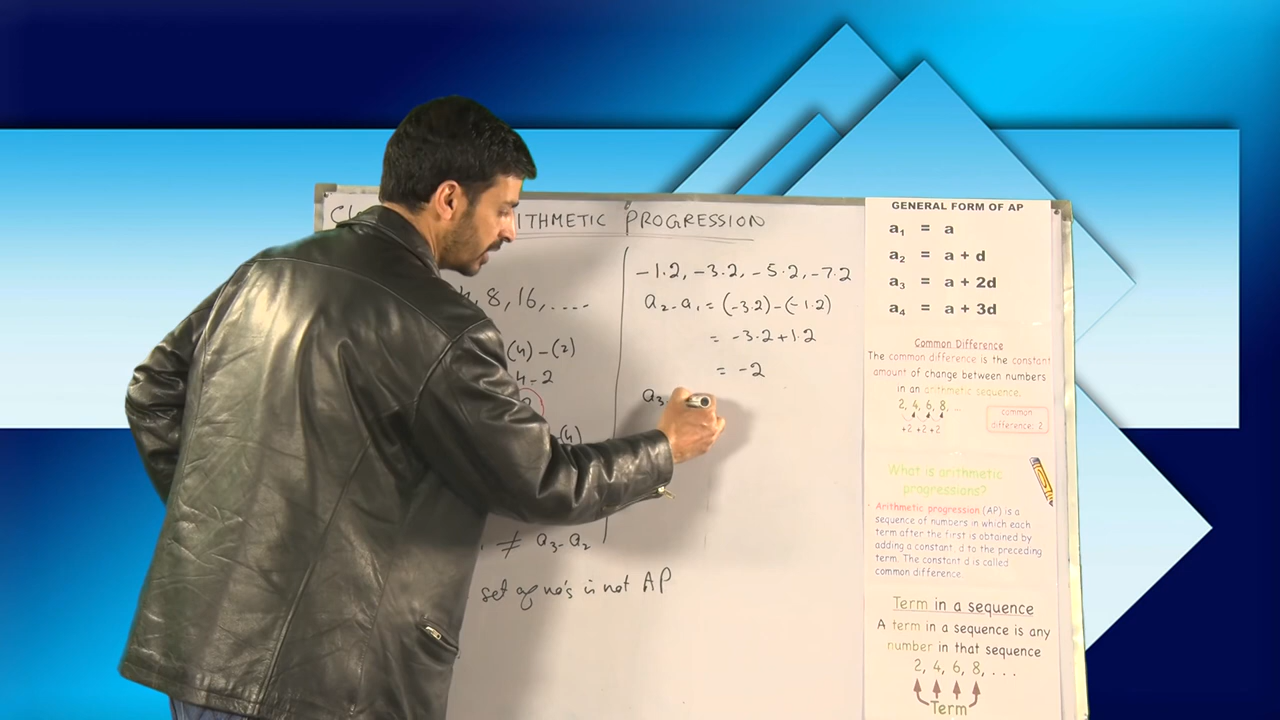 ITHMETIC PROGRESSION
8, 16, ....
(4) - (2)
4 - 2
(4)
≠ a₃ - a₂
set of no's is not AP
-1.2, -3.2, -5.2, -7.2
a₂ - a₁ = (-3.2) - (-1.2)
= -3.2 + 1.2
= -2
a₃
GENERAL FORM OF AP
a₁ = a
a₂ = a + d
a₃ = a + 2d
a₄ = a + 3d
Common Difference
The common difference is the constant
amount of change between numbers
in an arithmetic sequence.
2, 4, 6, 8, ...
+2 +2 +2
common
difference: 2
What is arithmetic
progressions?
Arithmetic progression (AP) is a
sequence of numbers in which each
term after the first is obtained by
adding a constant d to the preceding
term. The constant d is called
common difference.
Term in a sequence
A term in a sequence is any
number in that sequence
2, 4, 6, 8, . . .
Term